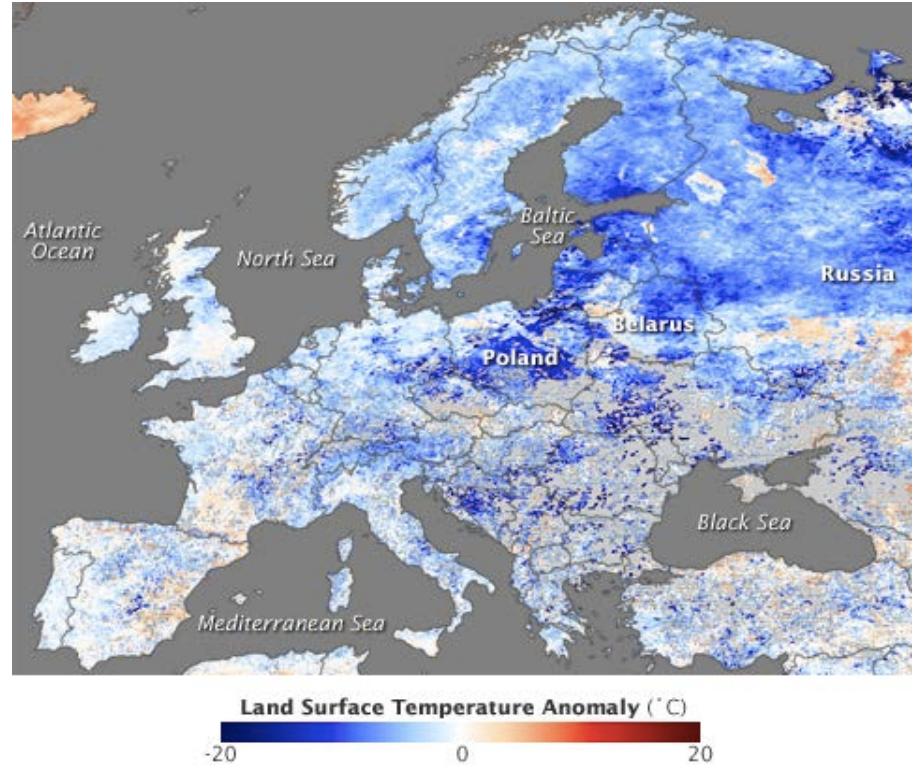 Atlantic
Ocean
North Sea
Baltic
Sea
Russia
Belarus
Poland
Black Sea
Mediterranean Sea
Land Surface Temperature Anomaly (˚C)
-20 0 20